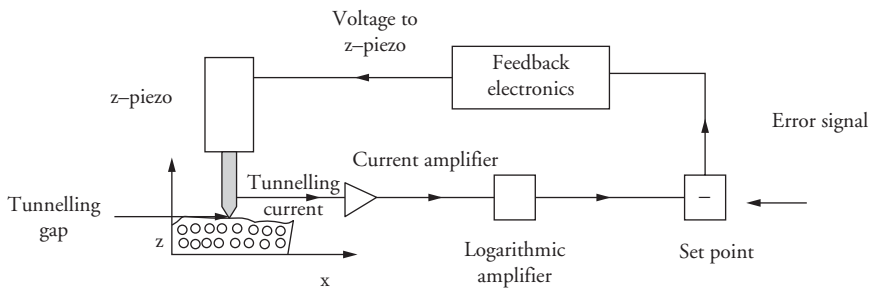 Voltage to
z–piezo
Feedback
electronics
z–piezo
Error signal
Current amplifier
Tunnelling
current
Tunnelling
gap
–
z
x
Logarithmic
amplifier
Set point